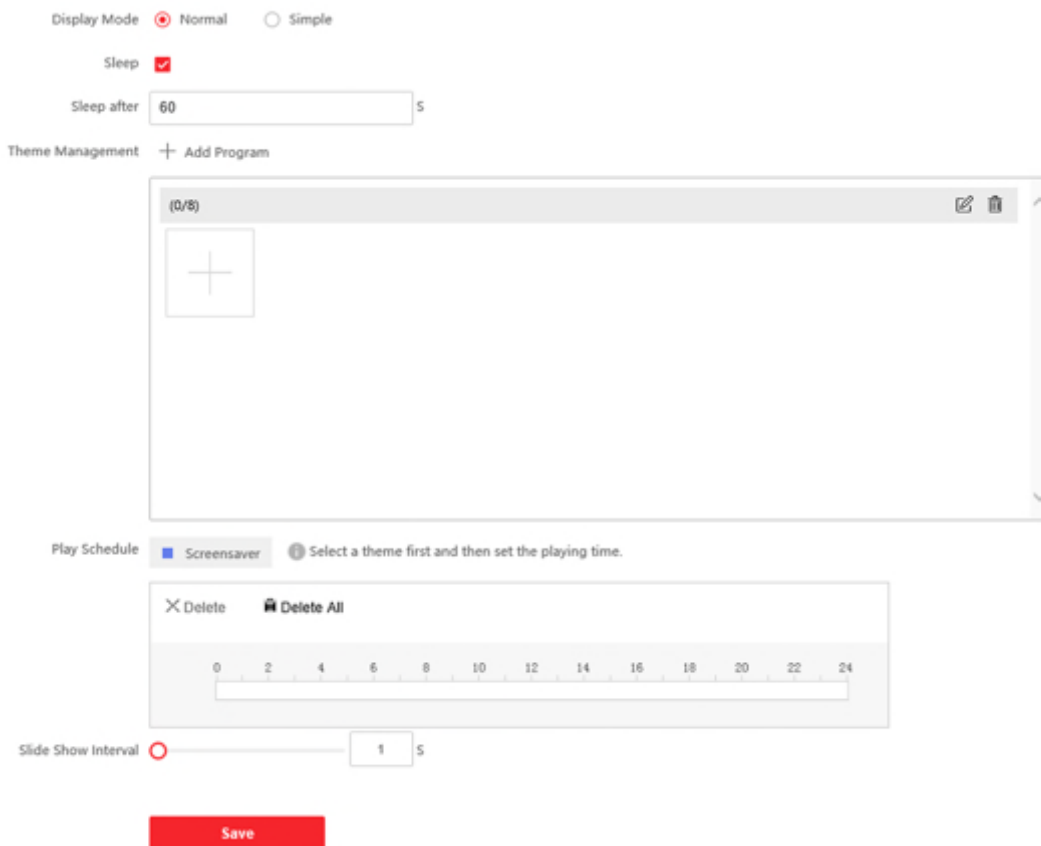 Display Mode Normal Simple
Sleep
Sleep after 60 S
Theme Management + Add Program
(0/8)
Play Schedule Screensaver Select a theme first and then set the playing time.
Delete Delete All
0 2 4 6 8 10 12 14 16 18 20 22 24
Slide Show Interval 1 S
Save